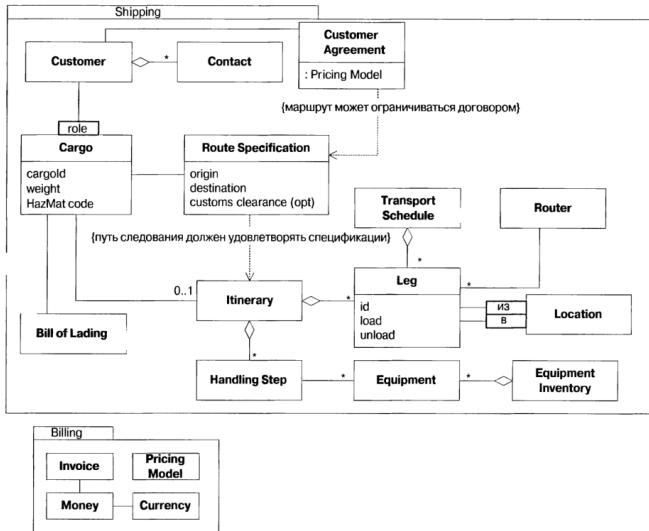 Shipping
Customer
Agreement
: Pricing Model
Customer
*
Contact
{маршрут может ограничиваться договором}
role
Cargo
cargoId
weight
HazMat code
Route Specification
origin
destination
customs clearance (opt)
Transport
Schedule
Router
{путь следования должен удовлетворять спецификации}
*
0..1
Itinerary
*
Leg
id
load
unload
*
из
в
Location
Bill of Lading
*
Handling Step
*
Equipment
*
Equipment
Inventory
Billing
Invoice
Pricing
Model
Money
Currency